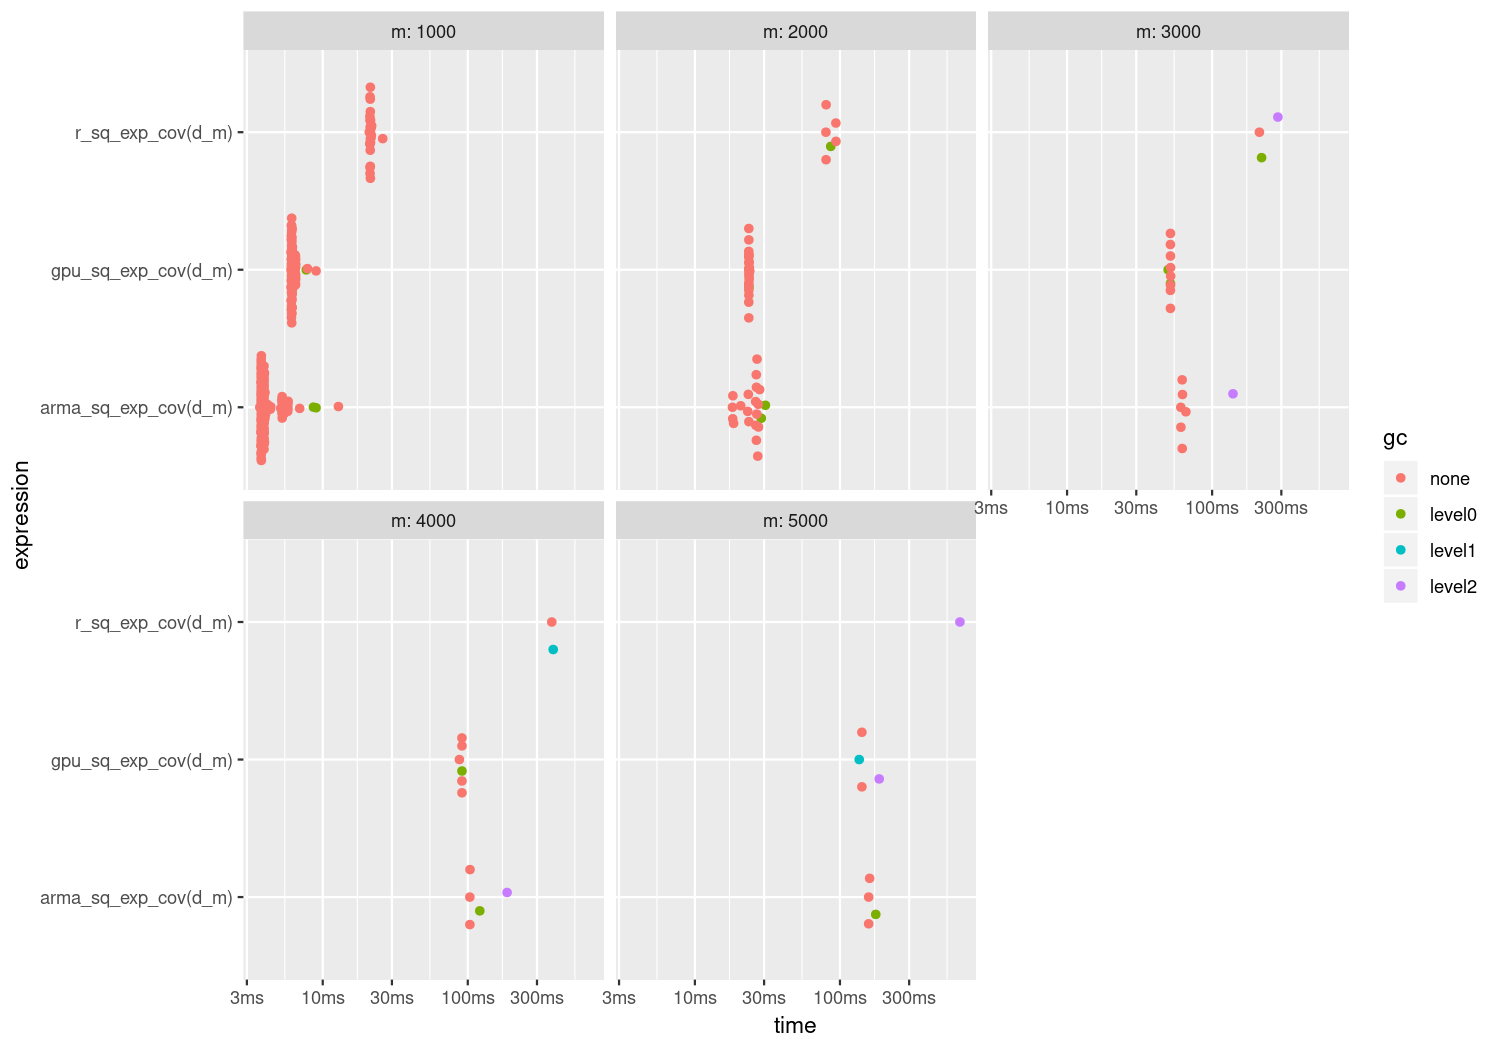 m: 1000
m: 2000
m: 3000
r_sq_exp_cov(d_m)
gpu_sq_exp_cov(d_m)
arma_sq_exp_cov(d_m)
3ms 10ms 30ms 100ms 300ms
m: 4000
m: 5000
r_sq_exp_cov(d_m)
gpu_sq_exp_cov(d_m)
arma_sq_exp_cov(d_m)
3ms 10ms 30ms 100ms 300ms
3ms 10ms 30ms 100ms 300ms
time
expression
gc
none
level0
level1
level2